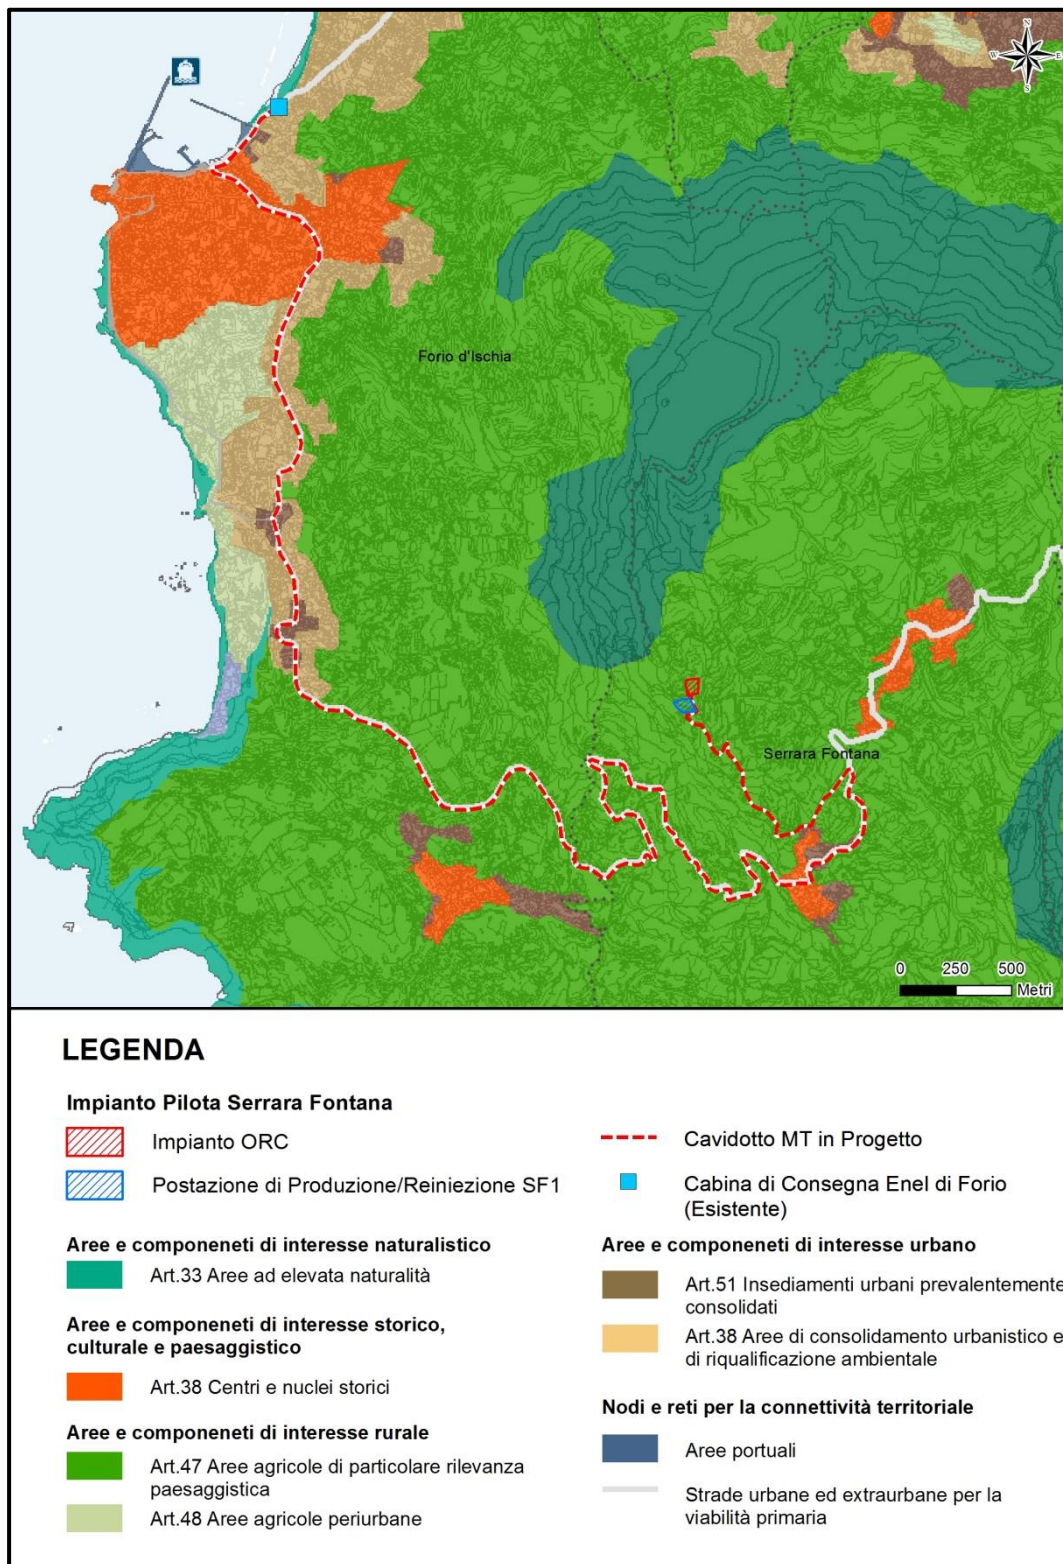 N
W
E
S
Forio d'Ischia
Serrara Fontana
0 250 500
Metri
LEGENDA
Impianto Pilota Serrara Fontana
Impianto ORC
Postazione di Produzione/Reiniezione SF1
Cavidotto MT in Progetto
Cabina di Consegna Enel di Forio
(Esistente)
Aree e componeneti di interesse naturalistico
Art.33 Aree ad elevata naturalità
Aree e componeneti di interesse storico,
culturale e paesaggistico
Art.38 Centri e nuclei storici
Aree e componeneti di interesse rurale
Art.47 Aree agricole di particolare rilevanza
paesaggistica
Art.48 Aree agricole periurbane
Aree e componeneti di interesse urbano
Art.51 Insediamenti urbani prevalentemente
consolidati
Art.38 Aree di consolidamento urbanistico e
di riqualificazione ambientale
Nodi e reti per la connettività territoriale
Aree portuali
Strade urbane ed extraurbane per la
viabilità primaria